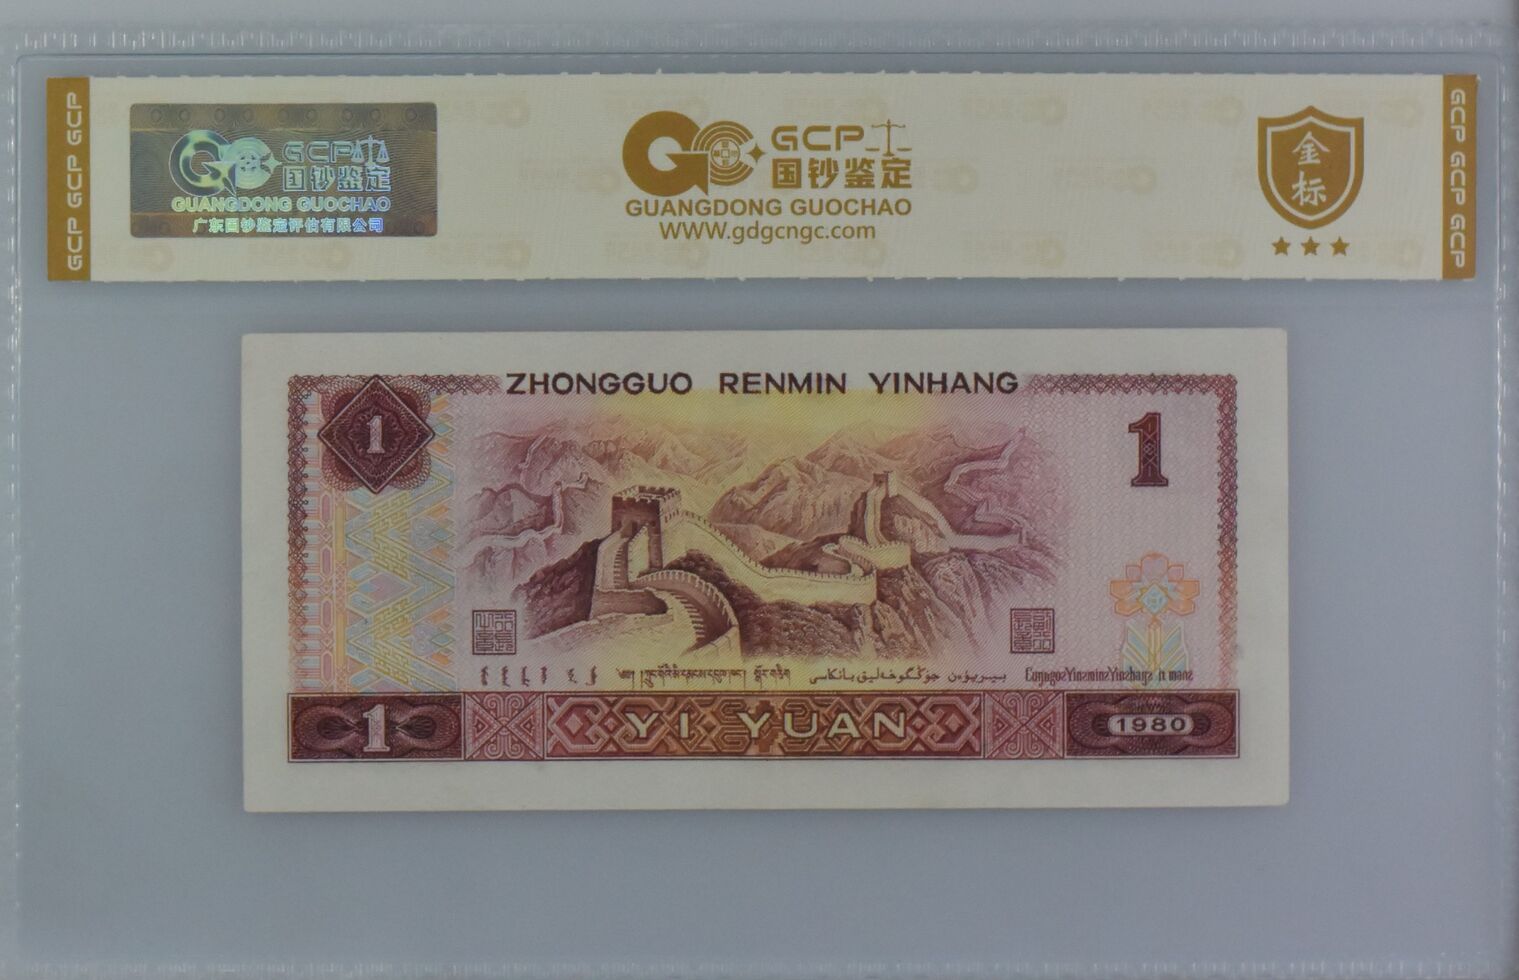 GCP GCP GCP
GCP
国钞鉴定
GUANGDONG GUOCHAO
广东国钞鉴定评估有限公司
GCP
国钞鉴定
GUANGDONG GUOCHAO
WWW.gdgcngc.com
金
标
GCP GCP GCP
ZHONGGUO RENMIN YINHANG
1
1
1
YI YUAN
1980